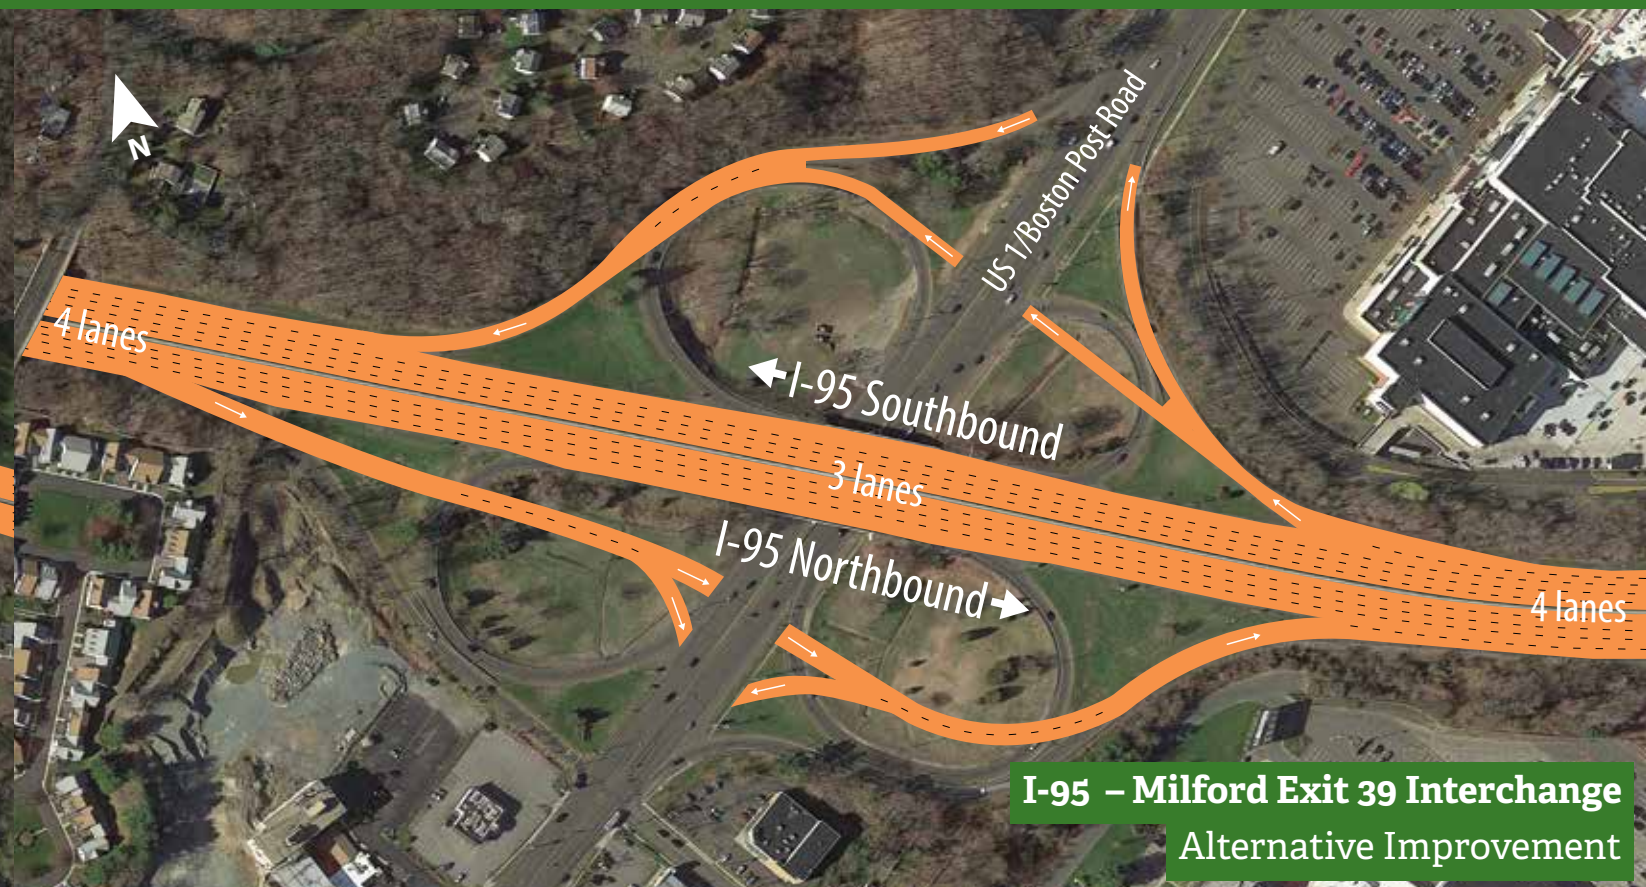 N
US 1/Boston Post Road
4 lanes
I-95 Southbound
3 lanes
I-95 Northbound
4 lanes
I-95 – Milford Exit 39 Interchange
Alternative Improvement